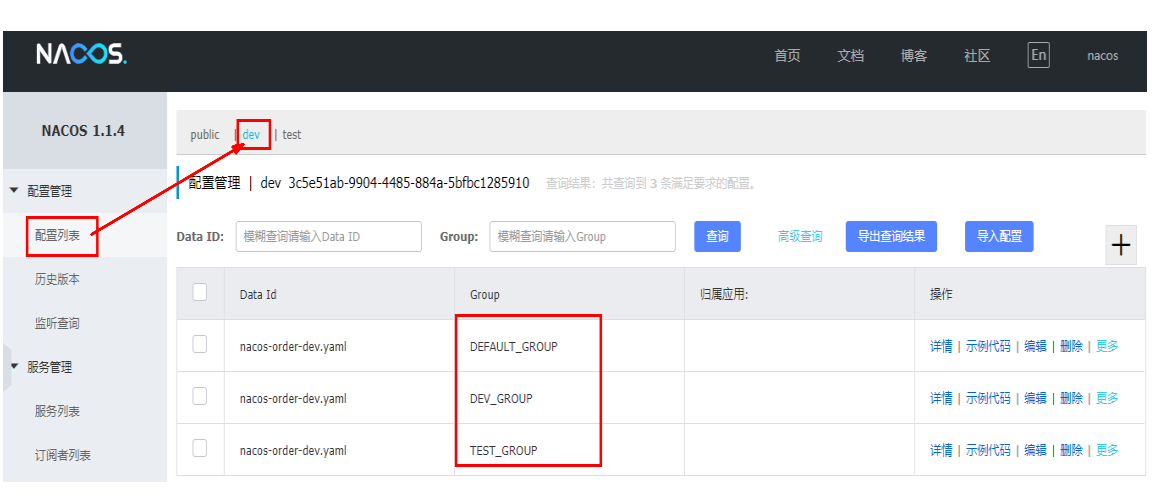 NACOS.
首页 文档 博客 社区 En nacos
NACOS 1.1.4
public | dev | test
配置管理
配置管理 | dev 3c5e51ab-9904-4485-884a-5bfbc1285910 查询结果：共查询到 3 条满足要求的配置。
配置列表
Data ID: 模糊查询请输入Data ID Group: 模糊查询请输入Group 查询 高级查询 导出查询结果 导入配置 +
历史版本
Data Id Group 归属应用: 操作
监听查询
nacos-order-dev.yaml DEFAULT_GROUP 详情 | 示例代码 | 编辑 | 删除 | 更多
服务管理
nacos-order-dev.yaml DEV_GROUP 详情 | 示例代码 | 编辑 | 删除 | 更多
服务列表
nacos-order-dev.yaml TEST_GROUP 详情 | 示例代码 | 编辑 | 删除 | 更多
订阅者列表